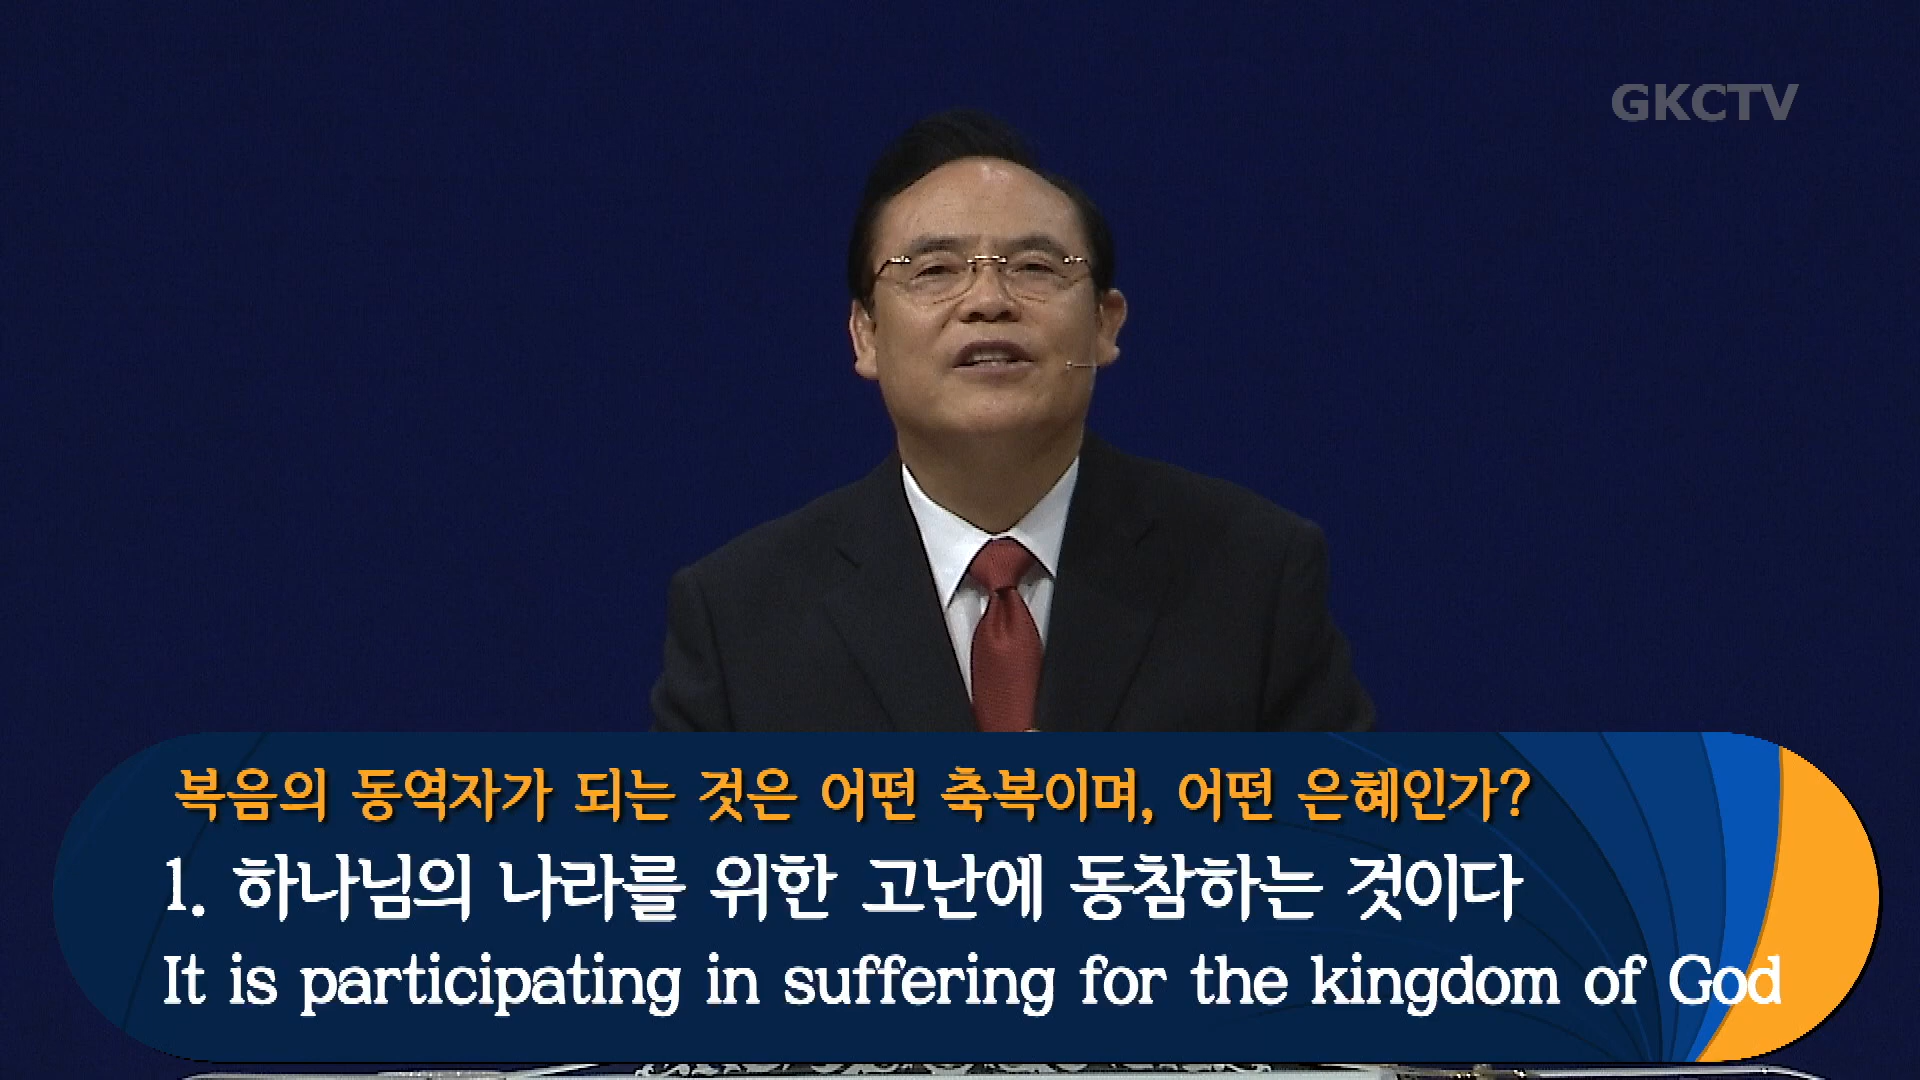 GKCTV
복음의 동역자가 되는 것은 어떤 축복이며, 어떤 은혜인가?
1. 하나님의 나라를 위한 고난에 동참하는 것이다
It is participating in suffering for the kingdom of God